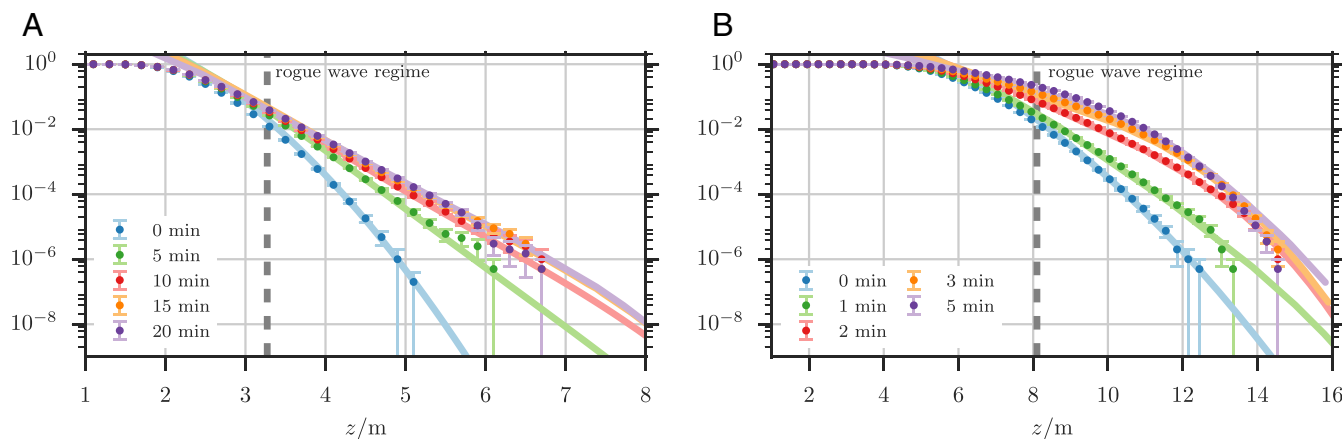 A
B
10^0
10^-2
10^-4
10^-6
10^-8
rogue wave regime
0 min
5 min
10 min
15 min
20 min
1 2 3 4 5 6 7 8
z/m
10^0
10^-2
10^-4
10^-6
10^-8
rogue wave regime
0 min 3 min
1 min 5 min
2 min
2 4 6 8 10 12 14 16
z/m